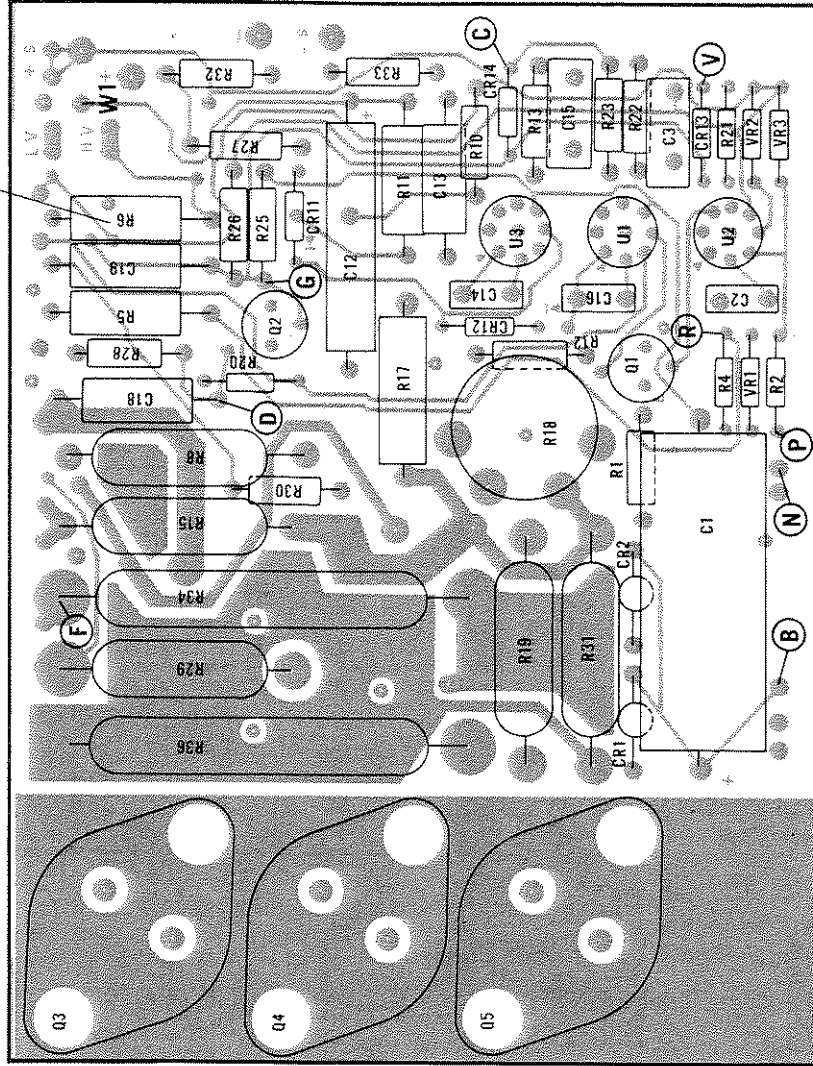 C
V
+S
-S
-S
+
-
W1
R32
R33
CR14
R13
C15
R23
R22
C3
CR13
R21
VR2
VR3
R27
R10
R11
C13
R6
R26
R25
CR11
C12
U3
U1
U2
C19
G
C14
C16
C2
R5
Q2
CR12
R28
R20
R17
R12
Q1
R
R4
VR1
R2
C18
D
R18
R8
R30
R1
P
R15
N
C1
CR2
F
R34
R19
R31
R29
B
R36
CR1
+
Q3
Q4
Q5